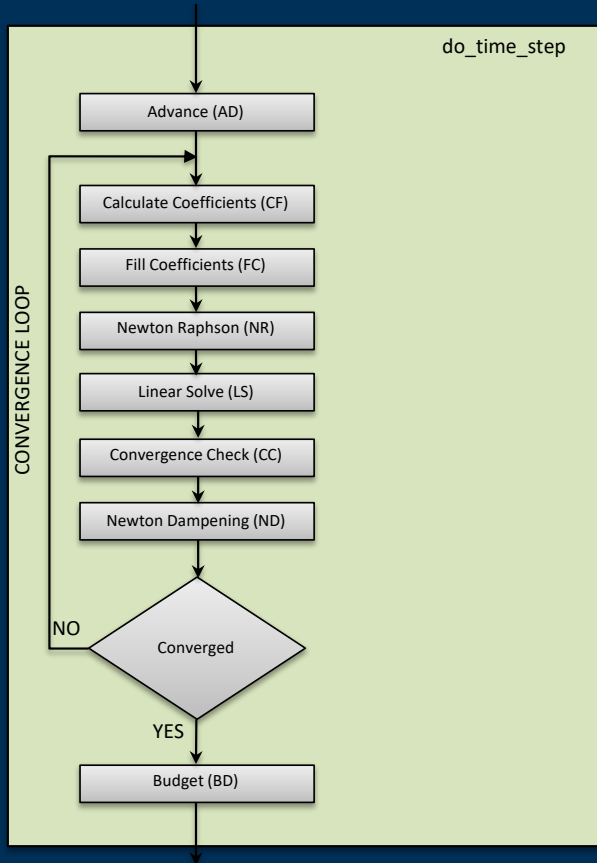 do_time_step
Advance (AD)
Calculate Coefficients (CF)
Fill Coefficients (FC)
Newton Raphson (NR)
Linear Solve (LS)
Convergence Check (CC)
Newton Dampening (ND)
CONVERGENCE LOOP
NO
Converged
YES
Budget (BD)